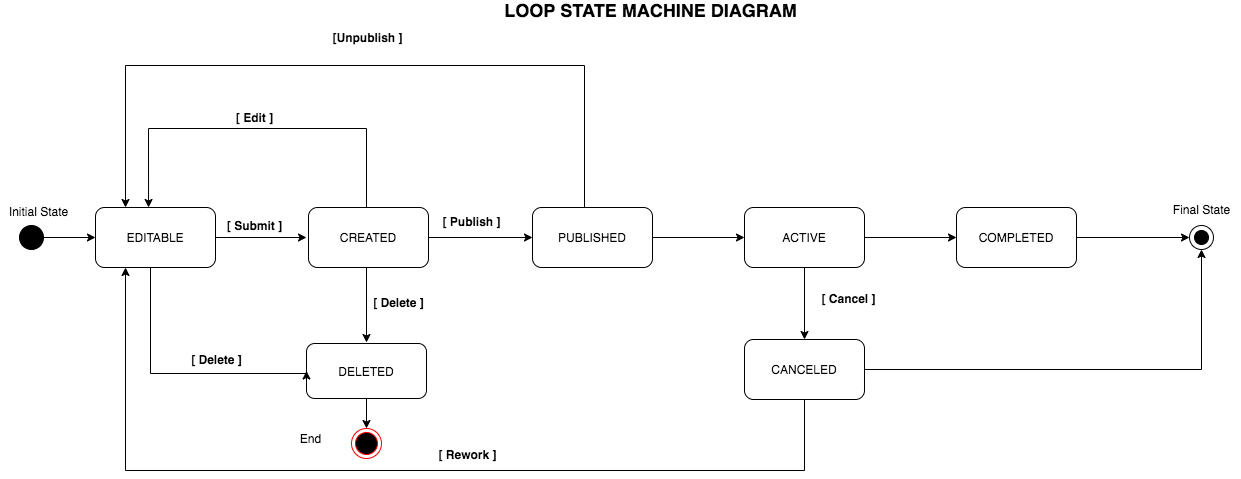 LOOP STATE MACHINE DIAGRAM
[Unpublish ]
[ Edit ]
Initial State
Final State
[ Submit ]
[ Publish ]
EDITABLE
CREATED
PUBLISHED
ACTIVE
COMPLETED
[ Delete ]
[ Cancel ]
[ Delete ]
DELETED
CANCELED
End
[ Rework ]